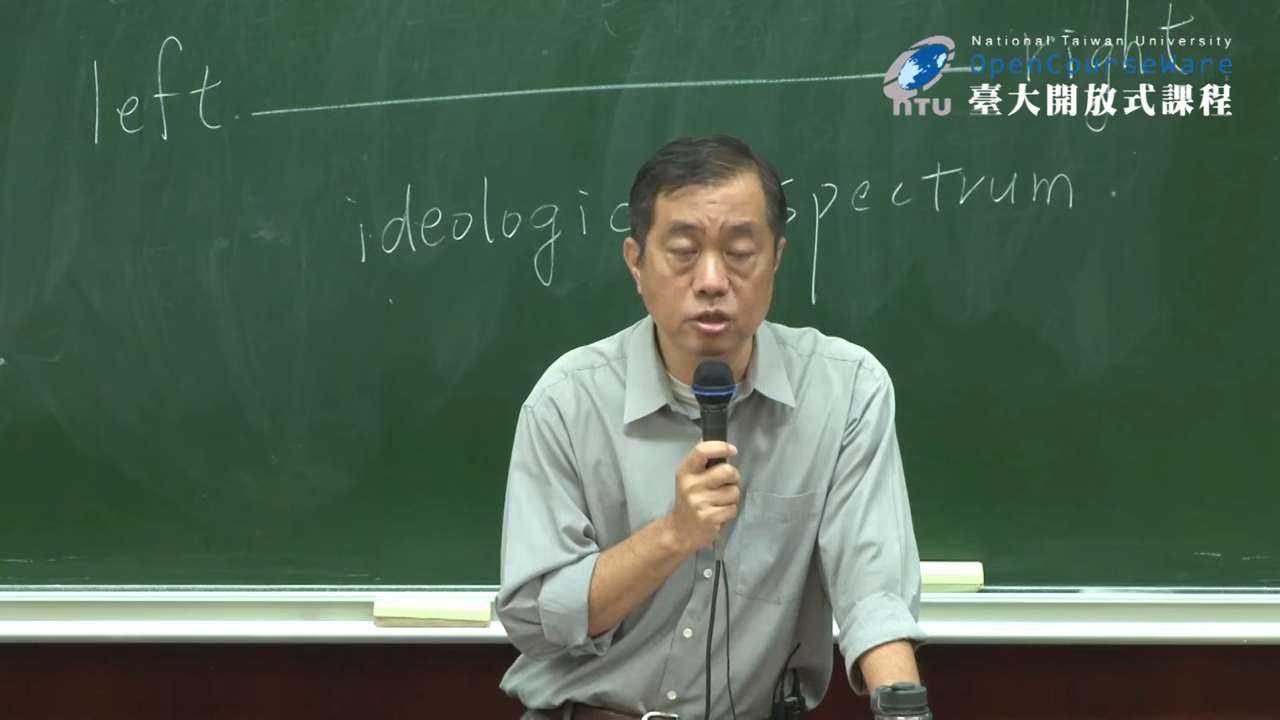 left right
ideologic spectrum
National Taiwan University
OpenCourseWare
臺大開放式課程
NTU